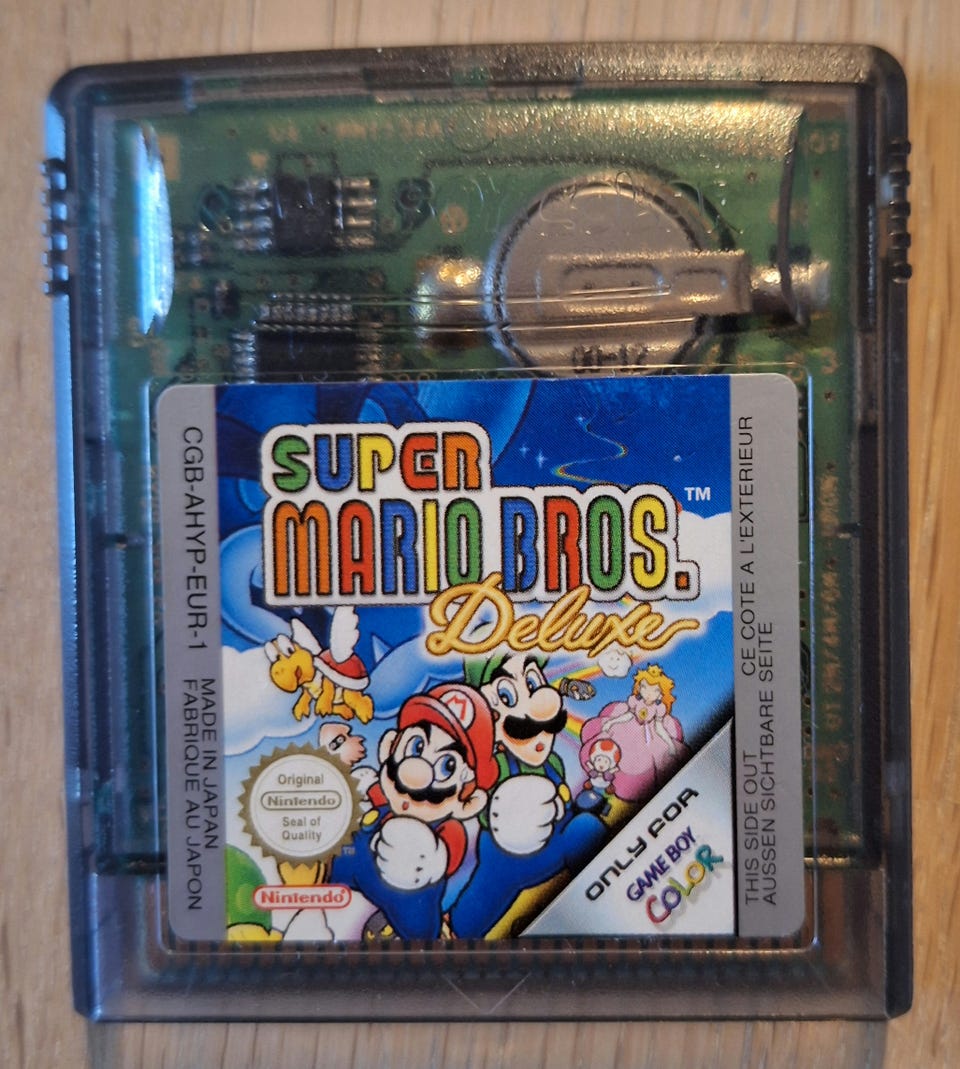 SUPER
MARIO BROS.
TM
Deluxe
CGB-AHYP-EUR-1
MADE IN JAPAN
FABRIQUE AU JAPON
Original
Nintendo
Seal of
Quality
TM
Nintendo
ONLY FOR
GAME BOY
COLOR
THIS SIDE OUT CE COTE A L'EXTERIEUR
AUSSEN SICHTBARE SEITE